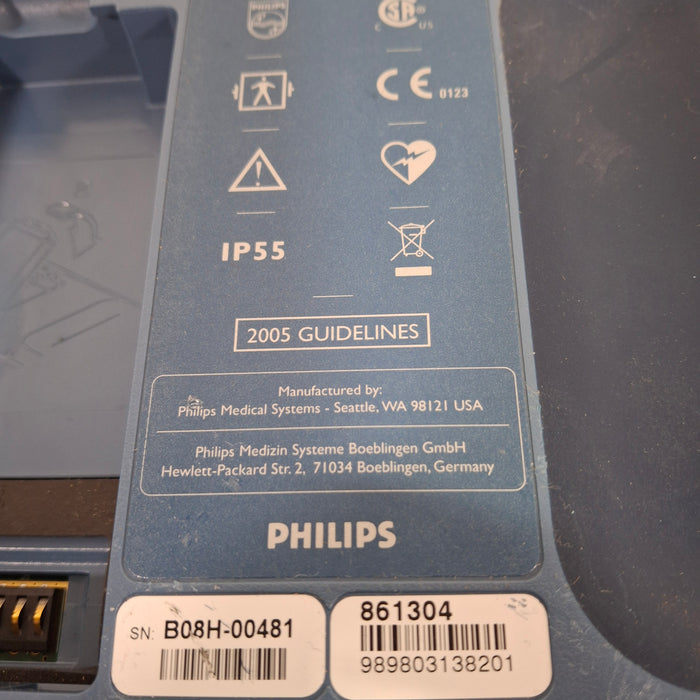 PHILIPS
C US
CE 0123
IP55
2005 GUIDELINES
Manufactured by:
Philips Medical Systems - Seattle, WA 98121 USA
Philips Medizin Systeme Boeblingen GmbH
Hewlett-Packard Str. 2, 71034 Boeblingen, Germany
PHILIPS
SN: B08H-00481
861304
989803138201